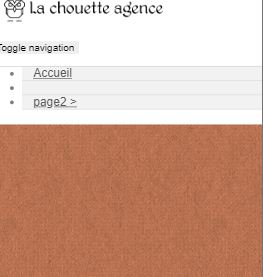 La chouette agence
Toggle navigation
Accueil
page2 >